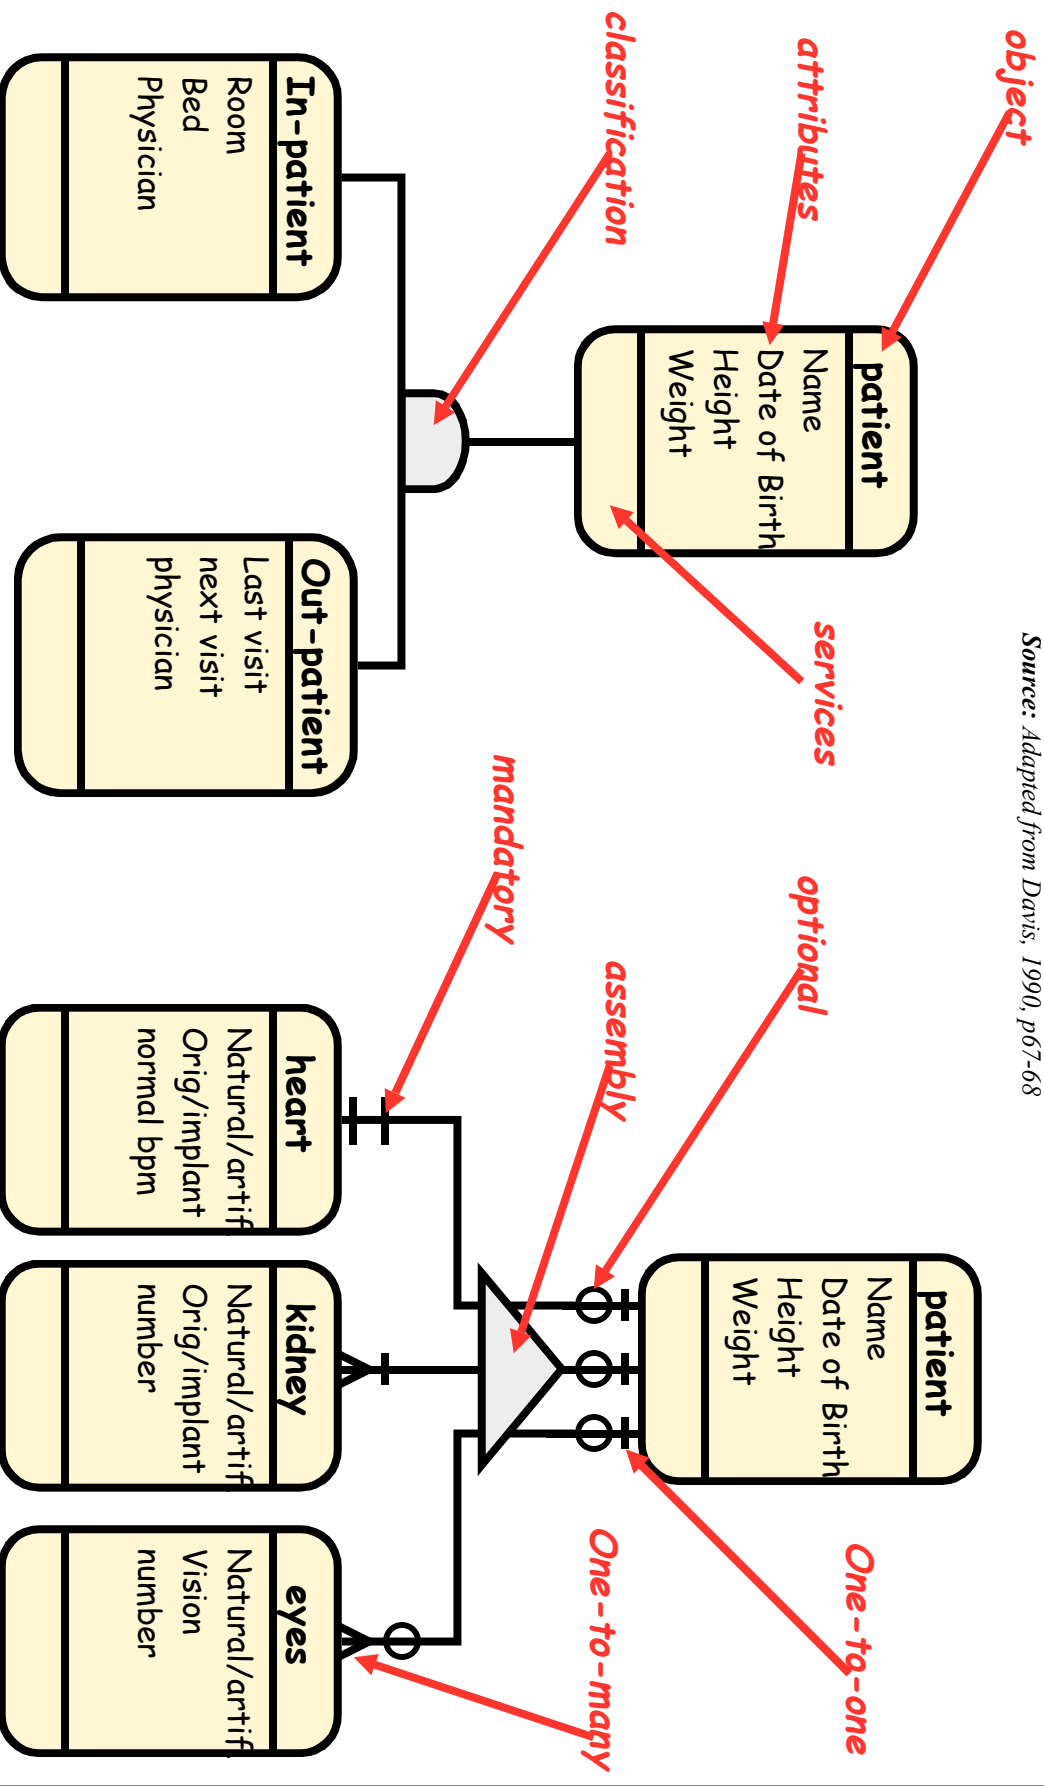 Source: Adapted from Davis, 1990, p67-68
object
attributes
classification
services
patient
Name
Date of Birth
Height
Weight
In-patient
Room
Bed
Physician
Out-patient
Last visit
next visit
physician
optional
assembly
mandatory
One-to-one
One-to-many
patient
Name
Date of Birth
Height
Weight
heart
Natural/artif.
Orig/implant
normal bpm
kidney
Natural/artif.
Orig/implant
number
eyes
Natural/artif.
Vision
number